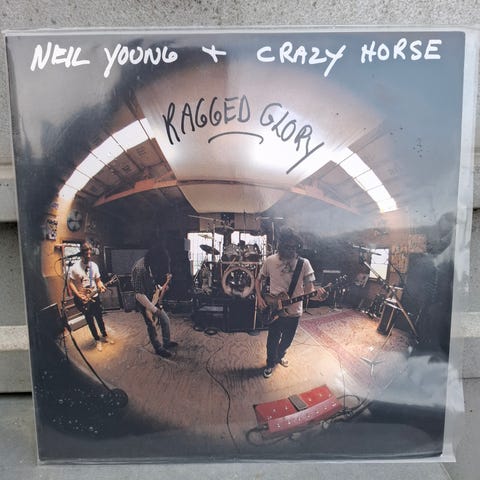 NEIL YOUNG + CRAZY HORSE
RAGGED GLORY